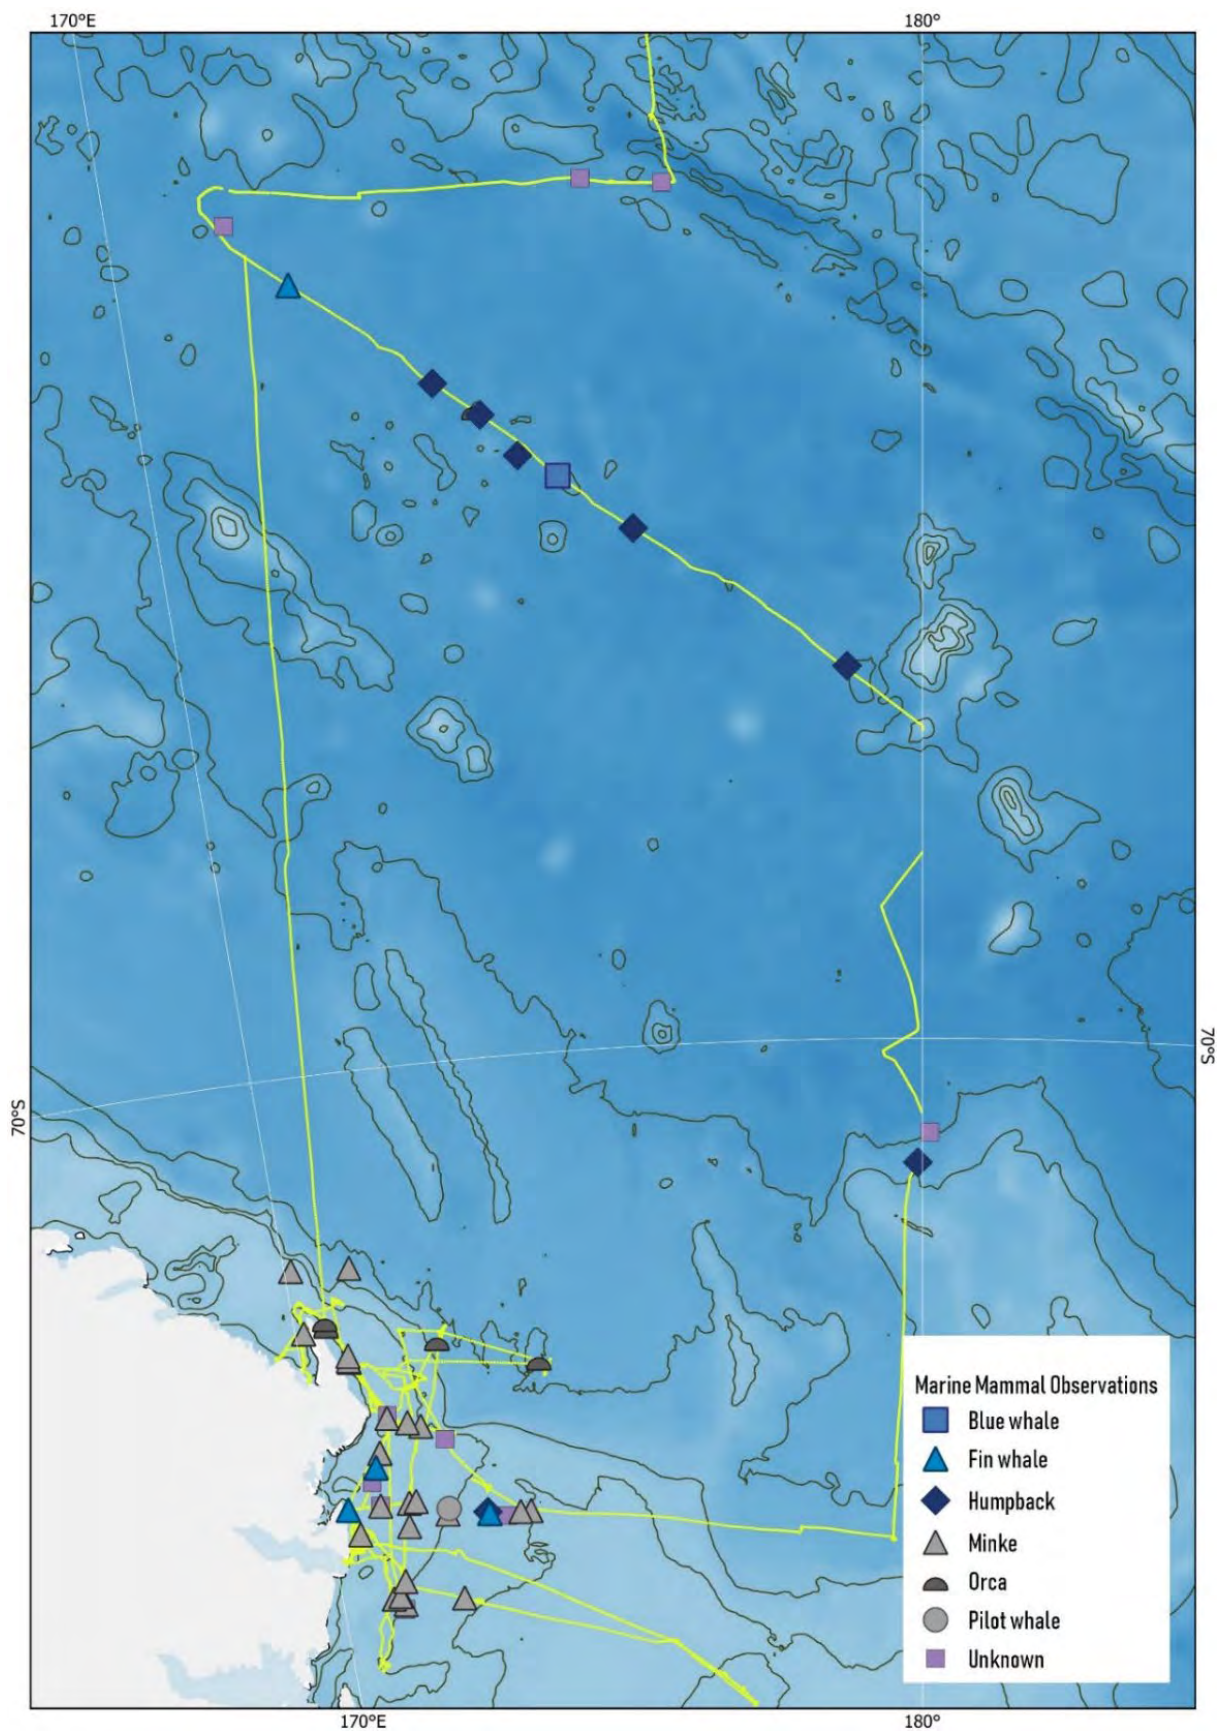 170°E
180°
70°S
70°S
Marine Mammal Observations
Blue whale
Fin whale
Humpback
Minke
Orca
Pilot whale
Unknown
170°E
180°